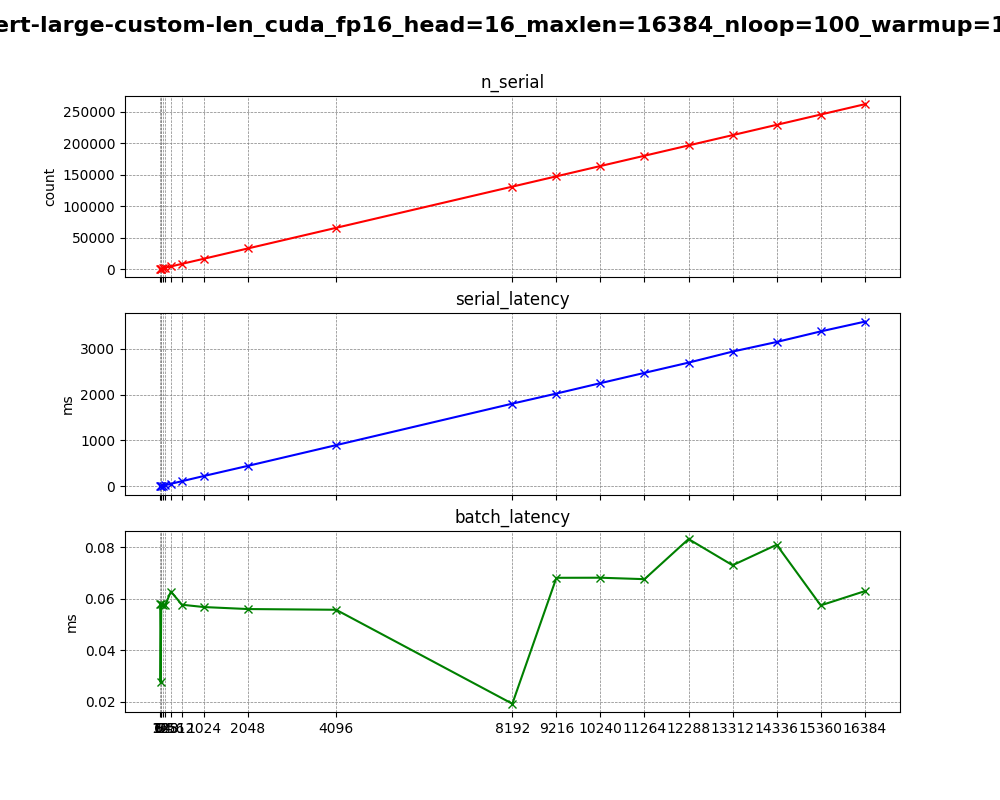 ert-large-custom-len_cuda_fp16_head=16_maxlen=16384_nloop=100_warmup=1
n_serial
250000
200000
150000
100000
50000
0
count
serial_latency
3000
2000
1000
0
ms
batch_latency
0.08
0.06
0.04
0.02
ms
1024 2048 4096 8192 9216 10240 11264 12288 13312 14336 15360 16384